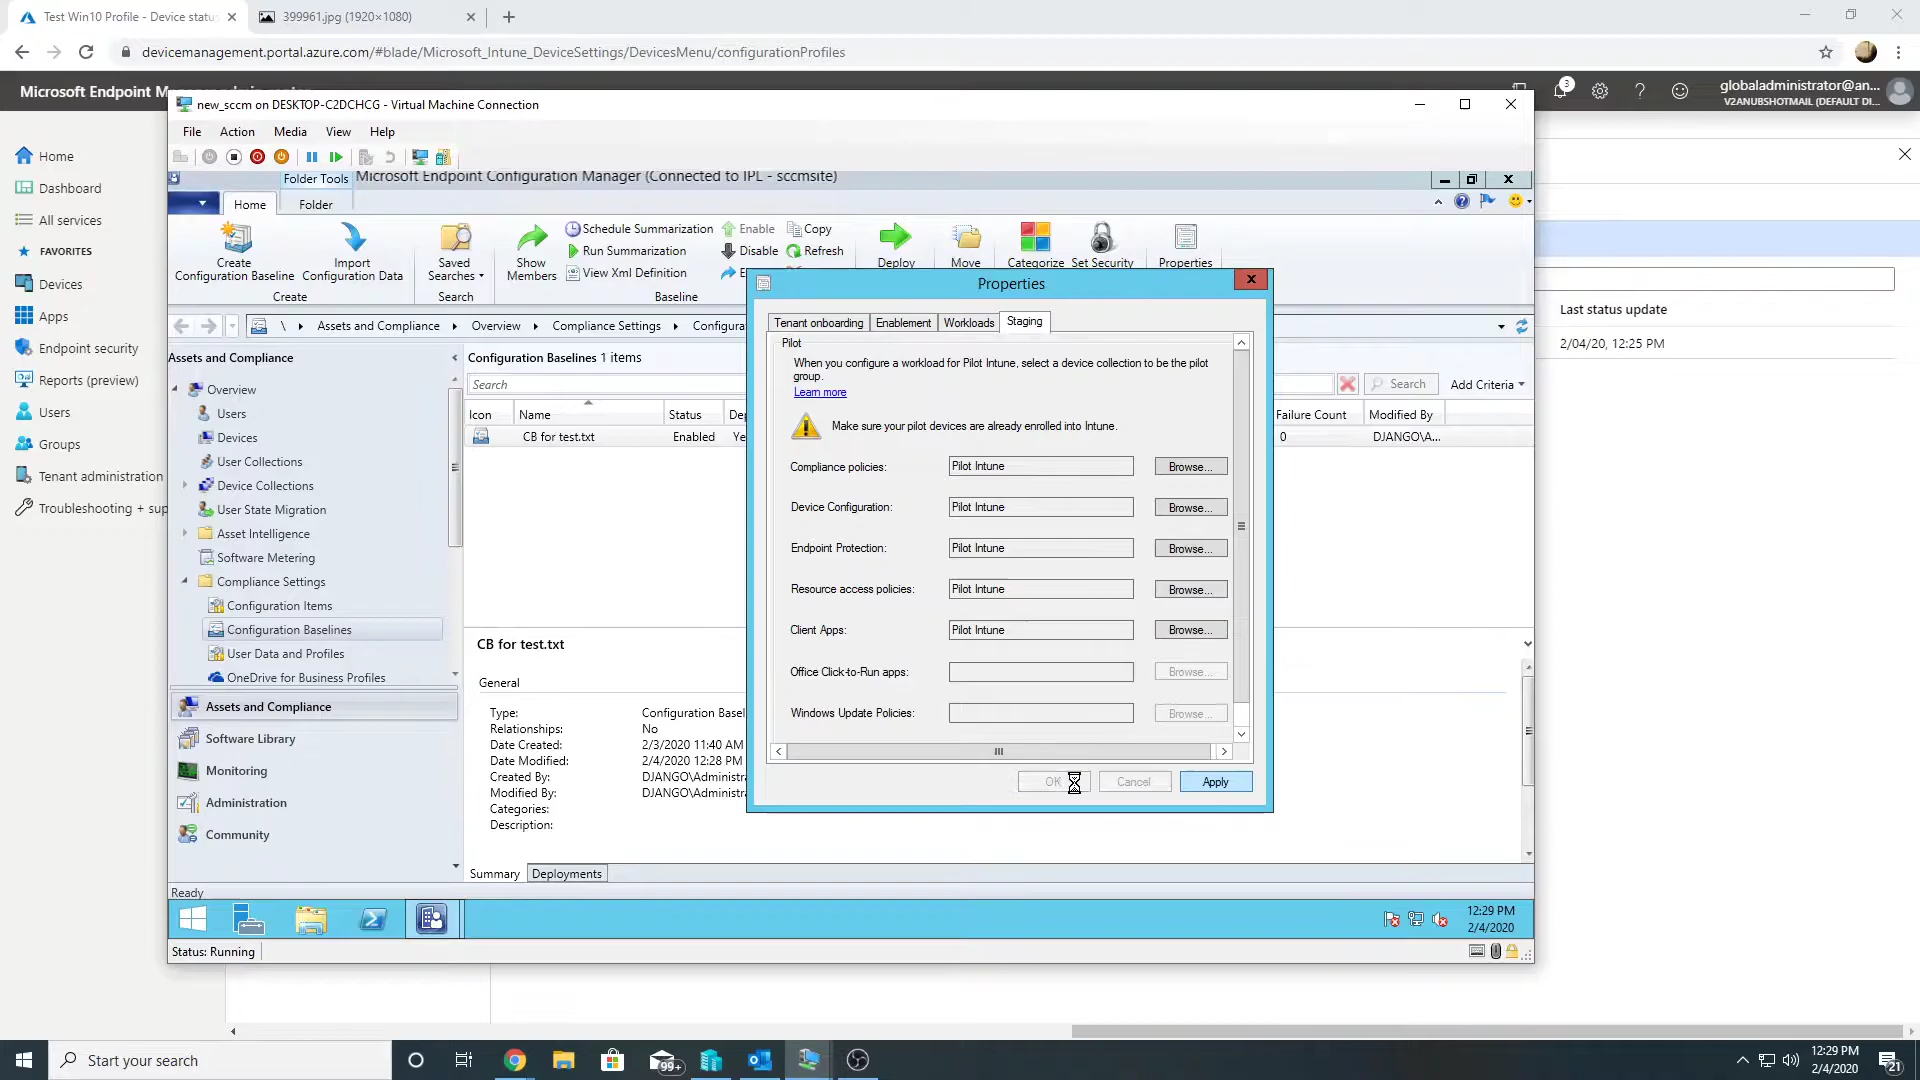 Test Win10 Profile - Device statu
399961.jpg (1920×1080)
devicemanagement.portal.azure.com/#blade/Microsoft_Intune_DeviceSettings/DevicesMenu/configurationProfiles
Microsoft Endpoint M
3
globaladministrator@an...
V2ANUBSHOTMAIL (DEFAULT DI...
new_sccm on DESKTOP-C2DCHCG - Virtual Machine Connection
File Action Media View Help
Home
Dashboard
All services
FAVORITES
Devices
Apps
Endpoint security
Reports (preview)
Users
Groups
Tenant administration
Troubleshooting + sup
Folder Tools
Microsoft Endpoint Configuration Manager (Connected to IPL - sccmsite)
Home
Folder
Create
Configuration Baseline
Import
Configuration Data
Create
Saved
Searches
Search
Show
Members
Schedule Summarization
Run Summarization
View Xml Definition
Enable
Disable
E
Copy
Refresh
Baseline
Deploy
Move
Categorize
Set Security
Properties
\ Assets and Compliance Overview Compliance Settings Configura
Assets and Compliance
Overview
Users
Devices
User Collections
Device Collections
User State Migration
Asset Intelligence
Software Metering
Compliance Settings
Configuration Items
Configuration Baselines
User Data and Profiles
OneDrive for Business Profiles
Assets and Compliance
Software Library
Monitoring
Administration
Community
Ready
Configuration Baselines 1 items
Search
Search
Add Criteria
Icon Name Status De Failure Count Modified By
CB for test.txt Enabled Ye 0 DJANGO\A...
CB for test.txt
General
Type: Configuration Basel
Relationships: No
Date Created: 2/3/2020 11:40 AM
Date Modified: 2/4/2020 12:28 PM
Created By: DJANGO\Administra
Modified By: DJANGO\Administra
Categories:
Description:
Summary Deployments
Properties
x
Tenant onboarding Enablement Workloads Staging
Pilot
When you configure a workload for Pilot Intune, select a device collection to be the pilot
group.
Learn more
Make sure your pilot devices are already enrolled into Intune.
Compliance policies: Pilot Intune Browse...
Device Configuration: Pilot Intune Browse...
Endpoint Protection: Pilot Intune Browse...
Resource access policies: Pilot Intune Browse...
Client Apps: Pilot Intune Browse...
Office Click-to-Run apps: Browse...
Windows Update Policies: Browse...
OK Cancel Apply
Last status update
2/04/20, 12:25 PM
12:29 PM
2/4/2020
Status: Running
Start your search
99+
12:29 PM
2/4/2020
21